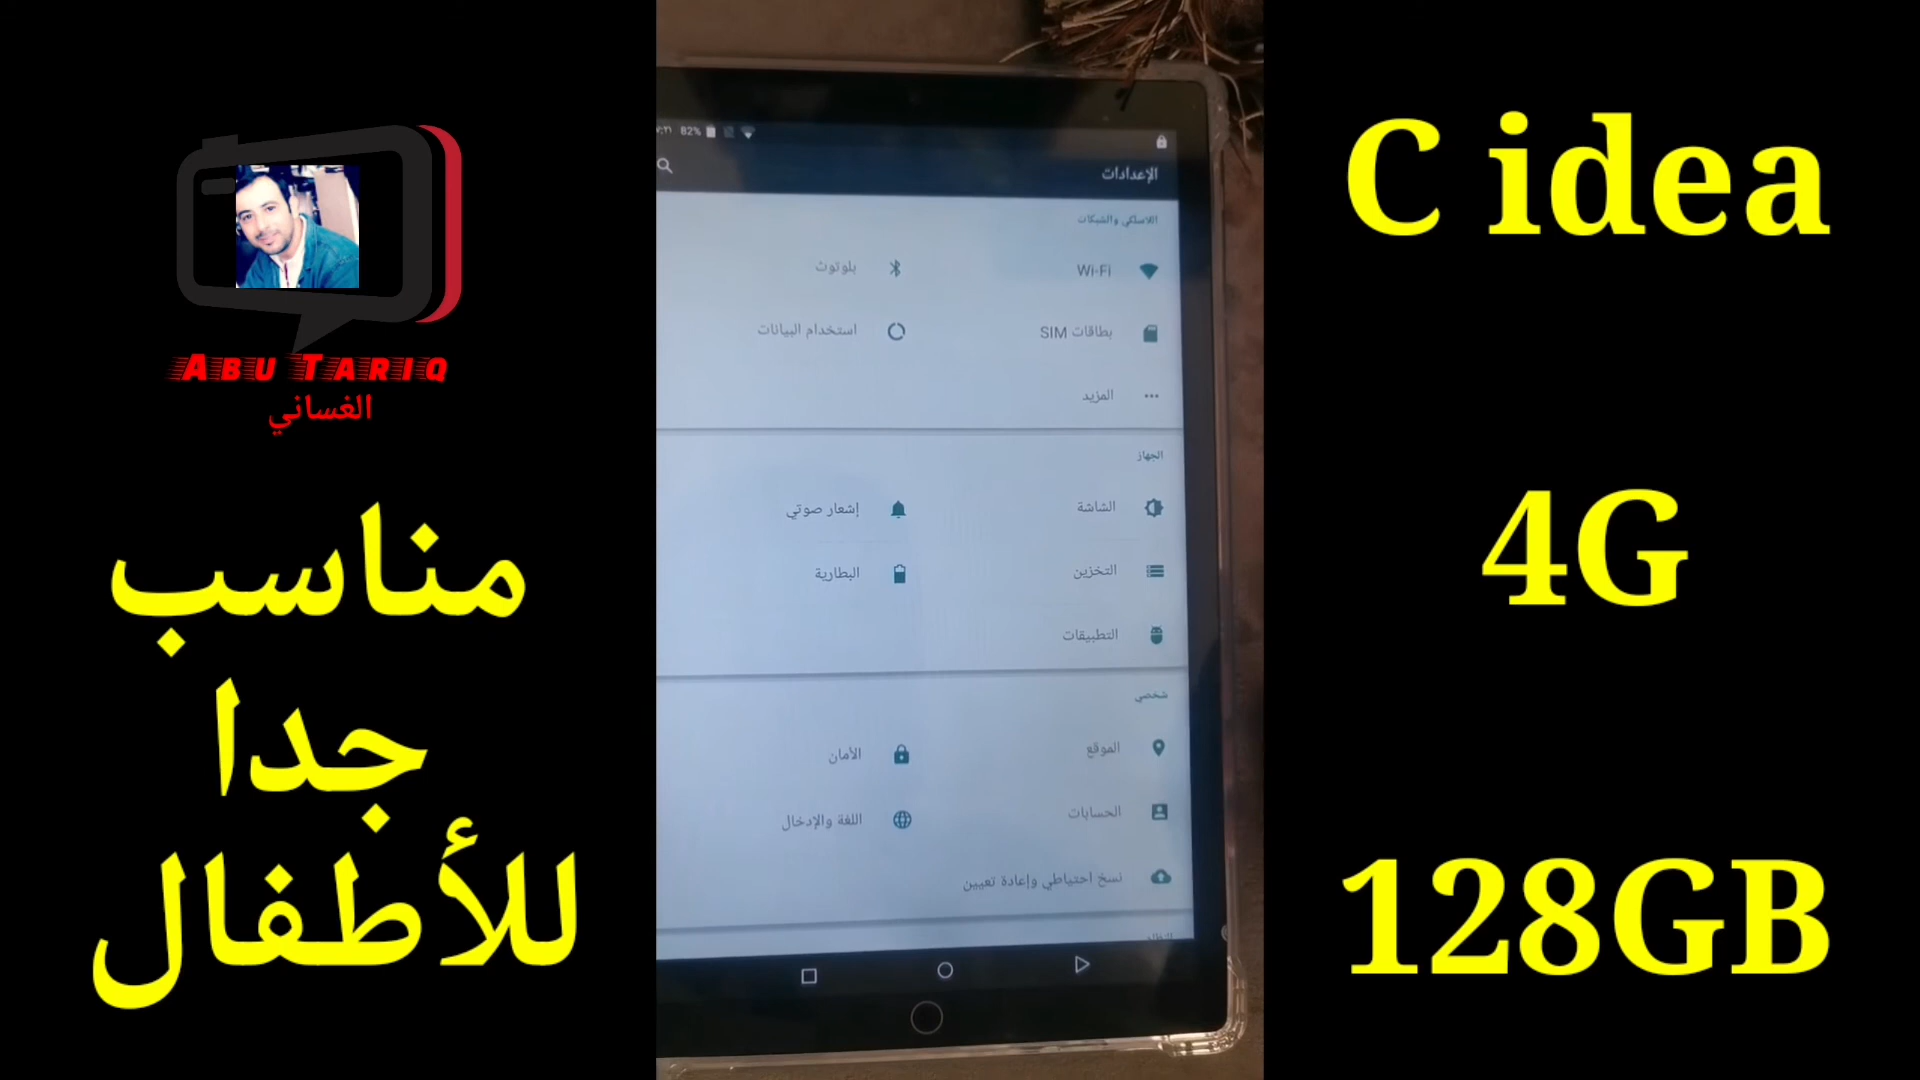 ABU TARIQ
الغساني
مناسب
جدا
للأطفال
82%
الإعدادات
اللاسلكي والشبكات
Wi-Fi
بلوتوث
بطاقات SIM
استخدام البيانات
المزيد
الجهاز
الشاشة
إشعار صوتي
التخزين
البطارية
التطبيقات
شخصي
الموقع
الأمان
الحسابات
اللغة والإدخال
نسخ احتياطي وإعادة تعيين
C idea
4G
128GB